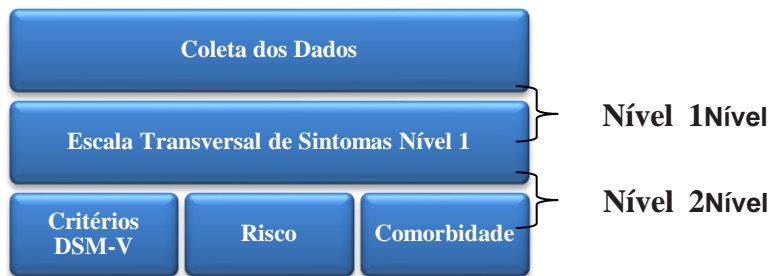 Coleta dos Dados
Nível 1Nível
Escala Transversal de Sintomas Nível 1
Nível 2Nível
Critérios
DSM-V
Risco
Comorbidade